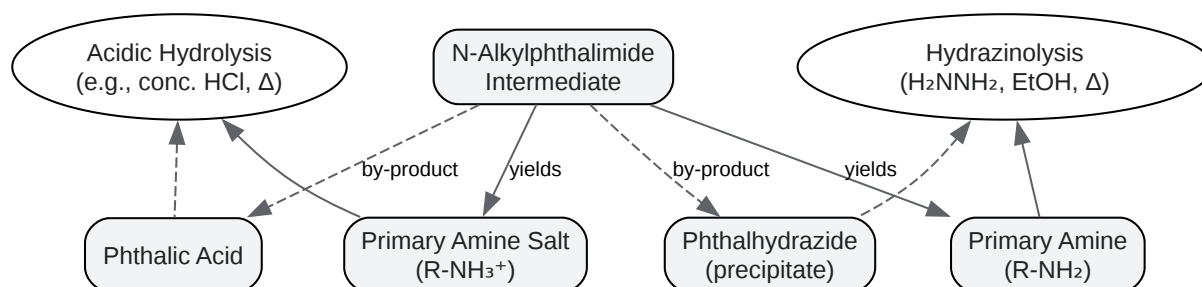 Acidic Hydrolysis
(e.g., conc. HCl, Δ)
N-Alkylphthalimide
Intermediate
Hydrazinolysis
(H₂NNH₂, EtOH, Δ)
by-product
yields
by-product
yields
Phthalic Acid
Primary Amine Salt
(R-NH₃⁺)
Phthalhydrazide
(precipitate)
Primary Amine
(R-NH₂)